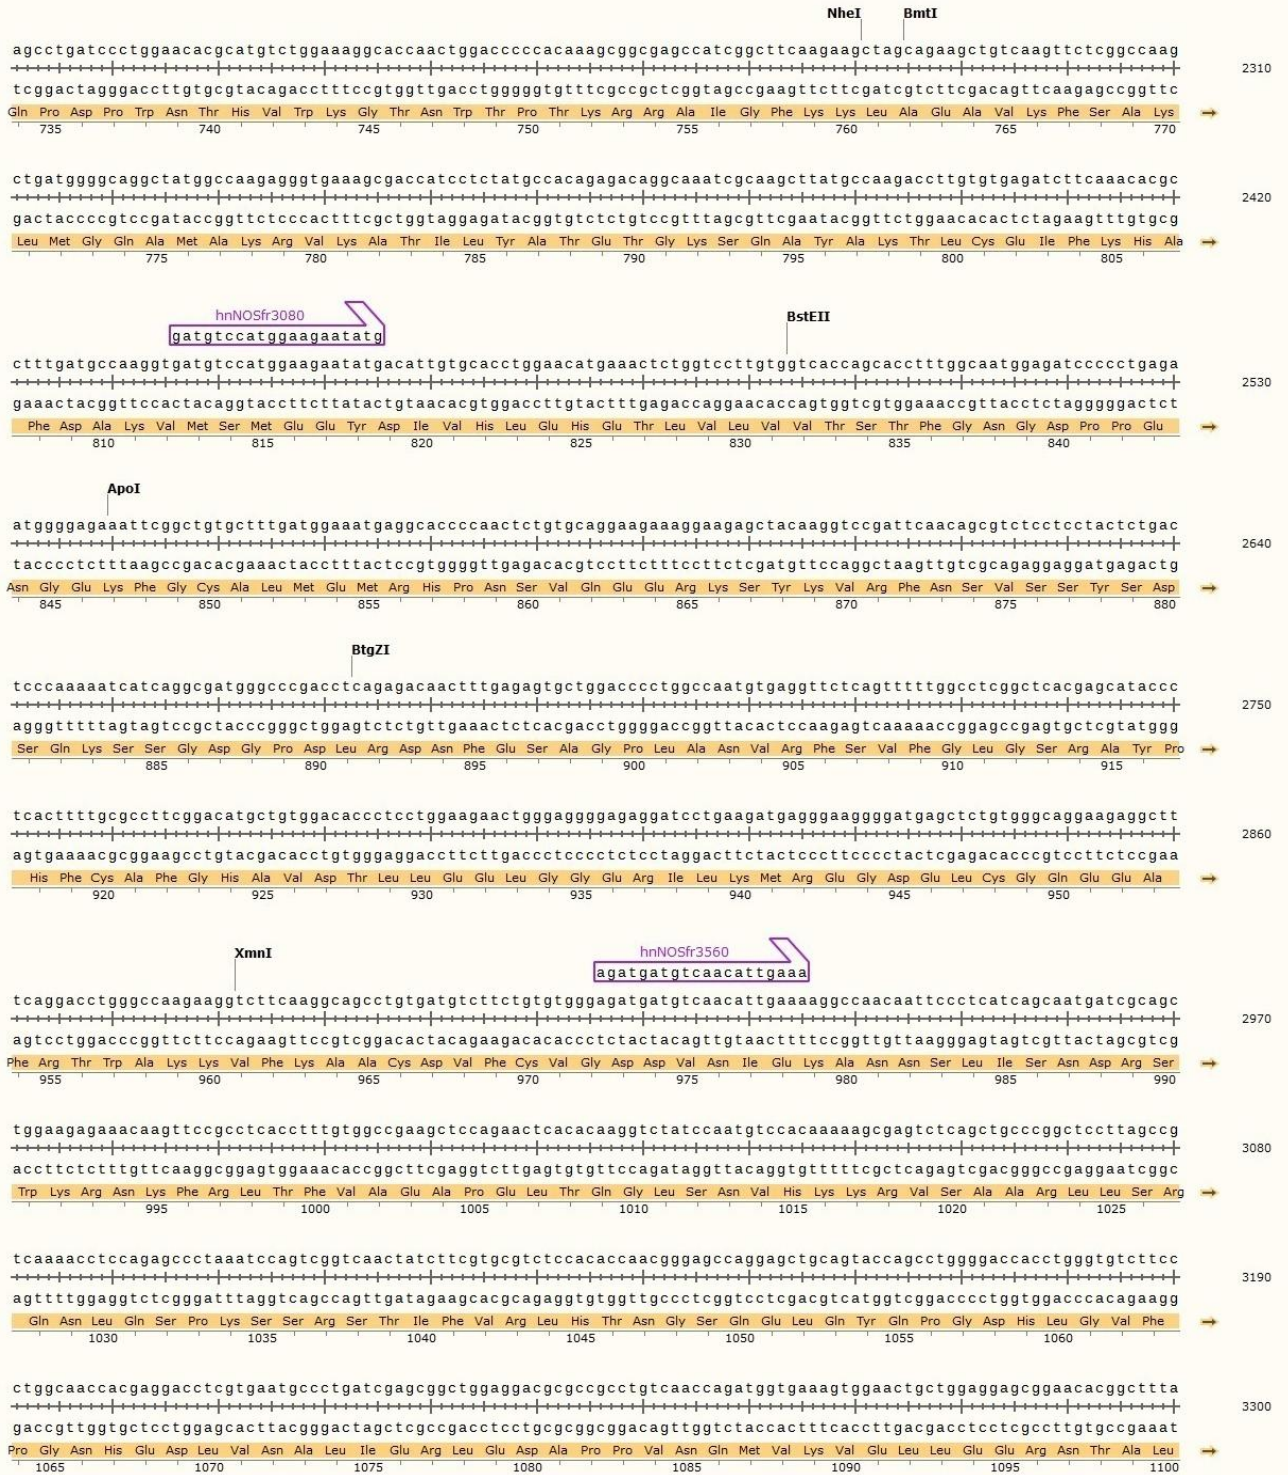 NheI BmtI
agcctgatccctggaacacgcatgtctggaaaggcaccaactggacccccacaaagcggcgagccatcggcttcaagaagctagcagaagctgtcaagttctcggccaag 2310
tcggactagggaccttgtgcgtacagacctttccgtggttgacctgggggtgtttcgccgctcggtagccgaagttcttcgatcgtcttcgacagttcaagagccggttc
Gln Pro Asp Pro Trp Asn Thr His Val Trp Lys Gly Thr Asn Trp Thr Pro Thr Lys Arg Arg Ala Ile Gly Phe Lys Lys Leu Ala Glu Ala Val Lys Phe Ser Ala Lys
735 740 745 750 755 760 765 770
ctgatggggcaggctatggccaagagggtgaaagcgaccatcctctatgccacagagacaggcaaatcgcaagcttatgccaagaccttgtgtgagatcttcaaacacgc 2420
gactaccccgtccgataccggttctcccactttcgctggtaggagatacggtgtctctgtccgtttagcgttcgaatacggttctggaacacactctagaagtttgtgcg
Leu Met Gly Gln Ala Met Ala Lys Arg Val Lys Ala Thr Ile Leu Tyr Ala Thr Glu Thr Gly Lys Ser Gln Ala Tyr Ala Lys Thr Leu Cys Glu Ile Phe Lys His Ala
775 780 785 790 795 800 805
hnNOSfr3080
gatgtccatggaagaatatg
BstEII
ctttgatgccaaggtgatgtccatggaagaatatgacattgtgcacctggaacatgaaactctggtccttgtggtcaccagcacctttggcaatggagatccccctgaga 2530
gaaactacggttccactacaggtaccttcttatactgtaacacgtggaccttgtactttgagaccaggaacaccagtggtcgtggaaaccgttacctctagggggactct
Phe Asp Ala Lys Val Met Ser Met Glu Glu Tyr Asp Ile Val His Leu Glu His Glu Thr Leu Val Leu Val Val Thr Ser Thr Phe Gly Asn Gly Asp Pro Pro Glu
810 815 820 825 830 835 840
ApoI
atggggagaaattcggctgtgctttgatggaaatgaggcaccccaactctgtgcaggaagaaaggaagagctacaaggtccgattcaacagcgtctcctcctactctgac 2640
tacccctctttaagccgacacgaaactacctttactccgtggggttgagacacgtccttctttccttctcgatgttccaggctaagttgtcgcagaggaggatgagactg
Asn Gly Glu Lys Phe Gly Cys Ala Leu Met Glu Met Arg His Pro Asn Ser Val Gln Glu Glu Arg Lys Ser Tyr Lys Val Arg Phe Asn Ser Val Ser Ser Tyr Ser Asp
845 850 855 860 865 870 875 880
BtgZI
tcccaaaaatcatcaggcgatgggcccgacctcagagacaactttgagagtgctggacccctggccaatgtgaggttctcagtttttggcctcggctcacgagcataccc 2750
agggtttttagtagtccgctacccgggctggagtctctgttgaaactctcacgacctggggaccggttacactccaagagtcaaaaaccggagccgagtgctcgtatggg
Ser Gln Lys Ser Ser Gly Asp Gly Pro Asp Leu Arg Asp Asn Phe Glu Ser Ala Gly Pro Leu Ala Asn Val Arg Phe Ser Val Phe Gly Leu Gly Ser Arg Ala Tyr Pro
885 890 895 900 905 910 915
tcacttttgcgccttcggacatgctgtggacaccctcctggaagaactgggaggggagaggatcctgaagatgagggaaggggatgagctctgtgggcaggaagaggctt 2860
agtgaaaacgcggaagcctgtacgacacctgtgggaggaccttcttgaccctcccctctcctaggacttctactcccttcccctactcgagacacccgtccttctccgaa
His Phe Cys Ala Phe Gly His Ala Val Asp Thr Leu Leu Glu Glu Leu Gly Gly Glu Arg Ile Leu Lys Met Arg Glu Gly Asp Glu Leu Cys Gly Gln Glu Glu Ala
920 925 930 935 940 945 950
XmnI
hnNOSfr3560
agatgatgtcaacattgaaa
tcaggacctgggccaagaaggtcttcaaggcagcctgtgatgtcttctgtgtgggagatgatgtcaacattgaaaaggccaacaattccctcatcagcaatgatcgcagc 2970
agtcctggacccggttcttccagaagttccgtcggacactacagaagacacaccctctactacagttgtaacttttccggttgttaagggagtagtcgttactagcgtcg
Phe Arg Thr Trp Ala Lys Lys Val Phe Lys Ala Ala Cys Asp Val Phe Cys Val Gly Asp Asp Val Asn Ile Glu Lys Ala Asn Asn Ser Leu Ile Ser Asn Asp Arg Ser
955 960 965 970 975 980 985 990
tggaagagaaacaagttccgcctcacctttgtggccgaagctccagaactcacacaaggtctatccaatgtccacaaaaagcgagtctcagctgcccggctccttagccg 3080
accttctctttgttcaaggcggagtggaaacaccggcttcgaggtcttgagtgtgttccagataggttacaggtgtttttcgctcagagtcgacgggccgaggaatcggc
Trp Lys Arg Asn Lys Phe Arg Leu Thr Phe Val Ala Glu Ala Pro Glu Leu Thr Gln Gly Leu Ser Asn Val His Lys Lys Arg Val Ser Ala Ala Arg Leu Leu Ser Arg
995 1000 1005 1010 1015 1020 1025
tcaaaacctccagagccctaaatccagtcggtcaactatcttcgtgcgtctccacaccaacgggagccaggagctgcagtaccagcctggggaccacctgggtgtcttcc 3190
agttttggaggtctcgggatttaggtcagccagttgatagaagcacgcagaggtgtggttgccctcggtcctcgacgtcatggtcggacccctggtggacccacagaagg
Gln Asn Leu Gln Ser Pro Lys Ser Ser Arg Ser Thr Ile Phe Val Arg Leu His Thr Asn Gly Ser Gln Glu Leu Gln Tyr Gln Pro Gly Asp His Leu Gly Val Phe
1030 1035 1040 1045 1050 1055 1060
ctggcaaccacgaggacctcgtgaatgccctgatcgagcggctggaggacgcgccgcctgtcaaccagatggtgaaagtggaactgctggaggagcggaacacggcttta 3300
gaccgttggtgctcctggagcacttacgggactagctcgccgacctcctgcgcggcggacagttggtctaccactttcaccttgacgacctcctcgccttgtgccgaaat
Pro Gly Asn His Glu Asp Leu Val Asn Ala Leu Ile Glu Arg Leu Glu Asp Ala Pro Pro Val Asn Gln Met Val Lys Val Glu Leu Leu Glu Glu Arg Asn Thr Ala Leu
1065 1070 1075 1080 1085 1090 1095 1100